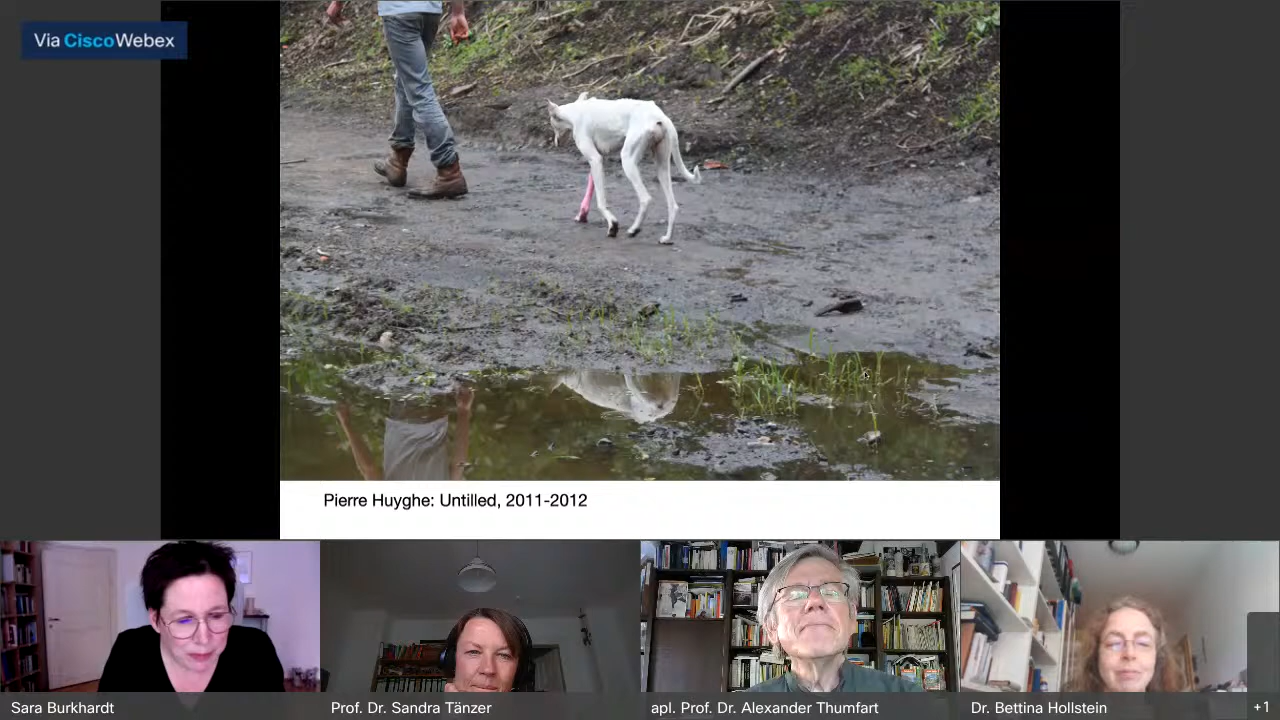 Via CiscoWebex
Pierre Huyghe: Untilled, 2011-2012
Sara Burkhardt
Prof. Dr. Sandra Tänzer
apl. Prof. Dr. Alexander Thumfart
Dr. Bettina Hollstein
+1